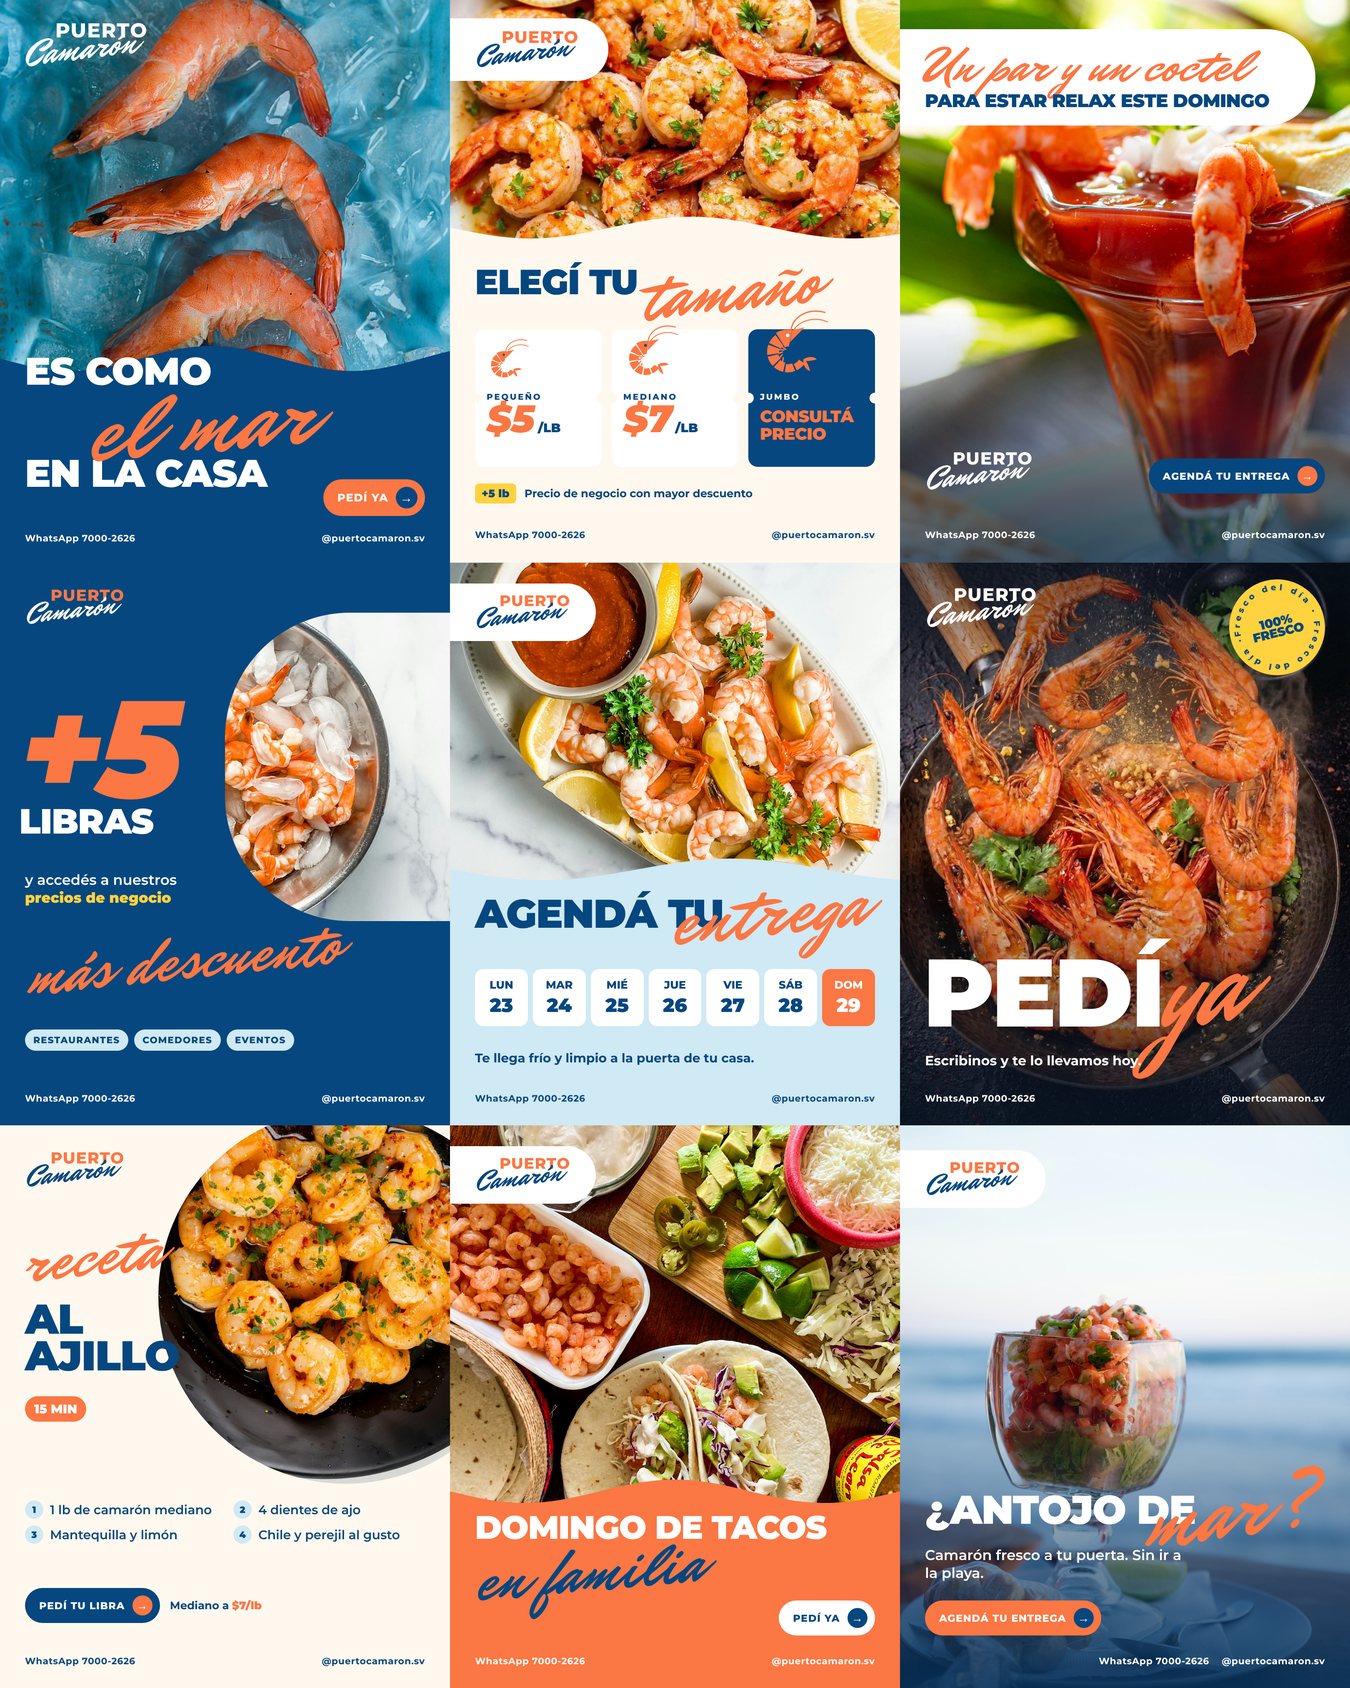 PUERTO
Camarón
ES COMO
el mar
EN LA CASA
PEDÍ YA →
WhatsApp 7000-2626
@puertocamaron.sv
PUERTO
Camarón
ELEGÍ TU tamaño
PEQUEÑO
$5 /LB
MEDIANO
$7 /LB
JUMBO
CONSULTÁ
PRECIO
+5 lb Precio de negocio con mayor descuento
WhatsApp 7000-2626
@puertocamaron.sv
Un par y un coctel
PARA ESTAR RELAX ESTE DOMINGO
PUERTO
Camarón
AGENDÁ TU ENTREGA →
WhatsApp 7000-2626
@puertocamaron.sv
PUERTO
Camarón
+5
LIBRAS
y accedés a nuestros
precios de negocio
más descuento
RESTAURANTES
COMEDORES
EVENTOS
WhatsApp 7000-2626
@puertocamaron.sv
PUERTO
Camarón
AGENDÁ TU entrega
LUN
23
MAR
24
MIÉ
25
JUE
26
VIE
27
SÁB
28
DOM
29
Te llega frío y limpio a la puerta de tu casa.
WhatsApp 7000-2626
@puertocamaron.sv
PUERTO
Camarón
Fresco del día · Fresco del día ·
100%
FRESCO
PEDÍ ya
Escribinos y te lo llevamos hoy.
WhatsApp 7000-2626
@puertocamaron.sv
PUERTO
Camarón
receta
AL
AJILLO
15 MIN
1 1 lb de camarón mediano
2 4 dientes de ajo
3 Mantequilla y limón
4 Chile y perejil al gusto
PEDÍ TU LIBRA →
Mediano a $7/lb
WhatsApp 7000-2626
@puertocamaron.sv
PUERTO
Camarón
Salsa
DOMINGO DE TACOS
en familia
PEDÍ YA →
WhatsApp 7000-2626
@puertocamaron.sv
PUERTO
Camarón
¿ANTOJO DE mar?
Camarón fresco a tu puerta. Sin ir a
la playa.
AGENDÁ TU ENTREGA →
WhatsApp 7000-2626
@puertocamaron.sv